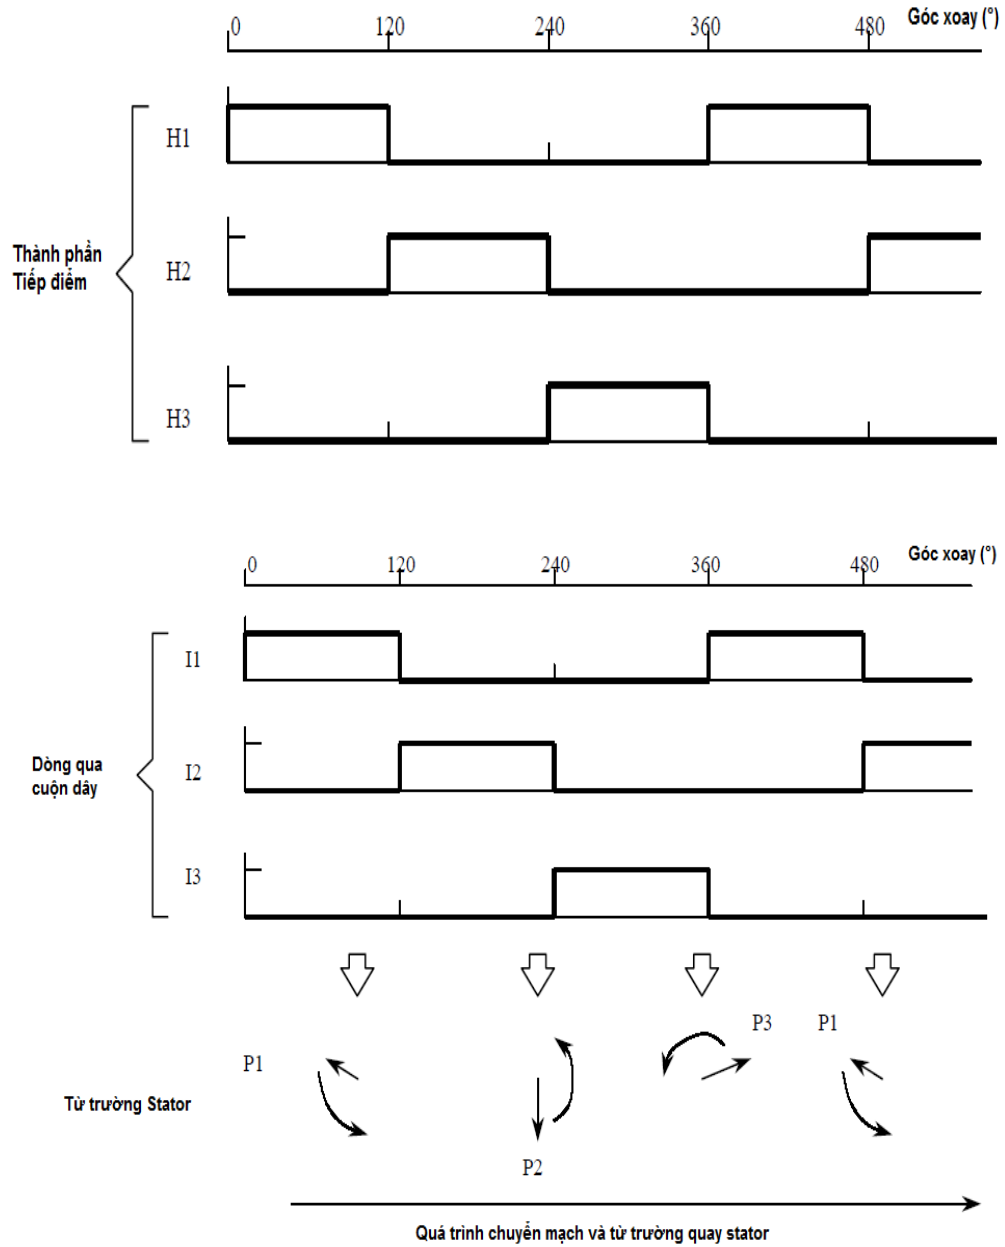 Góc xoay (°)
0 120 240 360 480
H1
Thành phần
Tiếp điểm
H2
H3
Góc xoay (°)
0 120 240 360 480
I1
Dòng qua
cuộn dây
I2
I3
P3 P1
P1
Từ trường Stator
P2
Quá trình chuyển mạch và từ trường quay stator